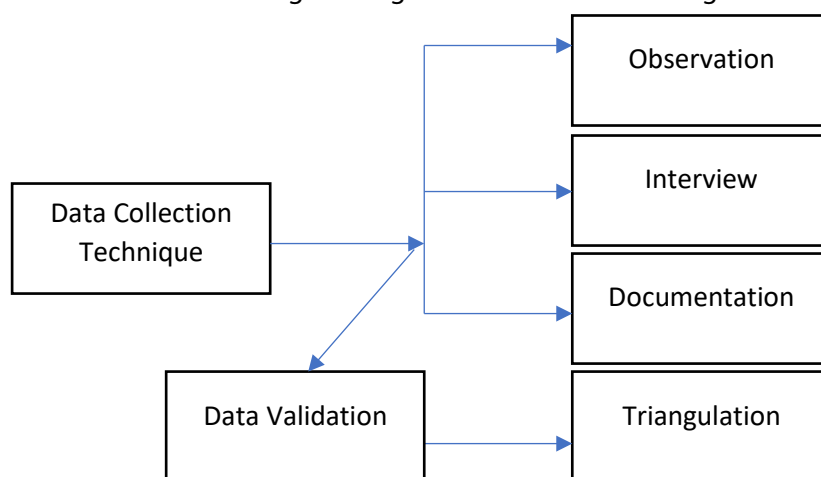 Observation
Interview
Data Collection
Technique
Documentation
Data Validation
Triangulation